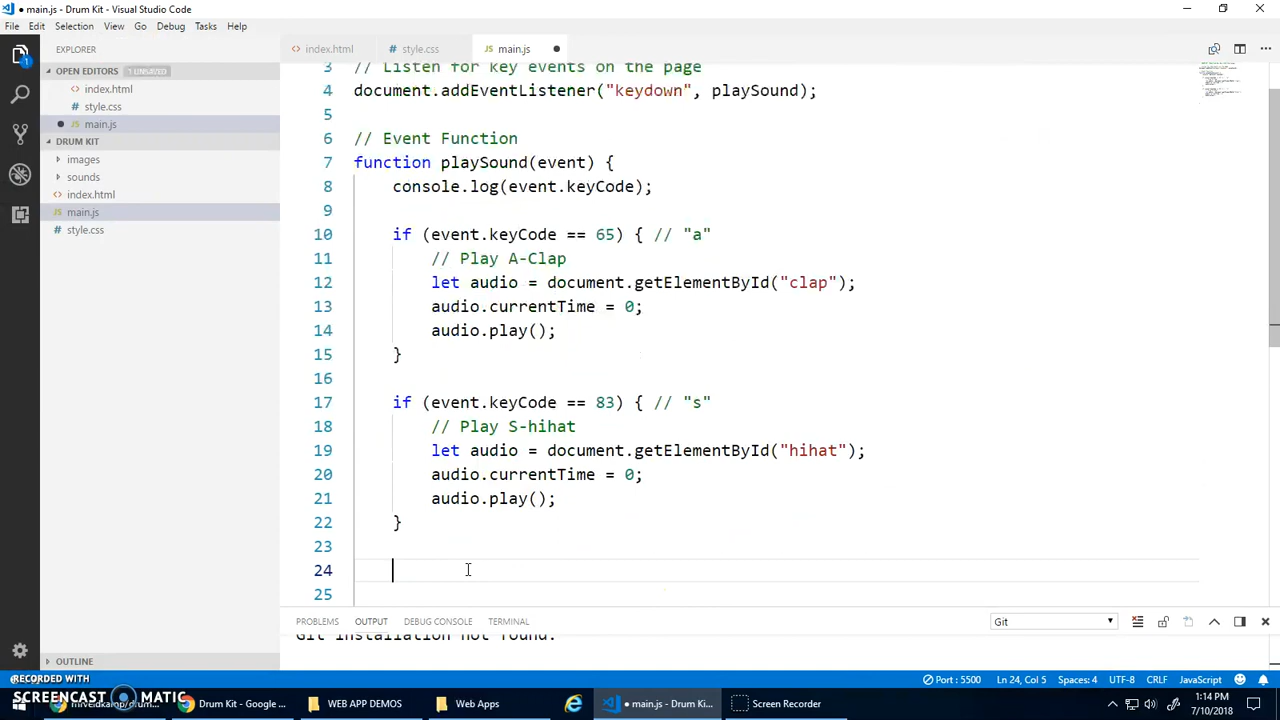 ● main.js - Drum Kit - Visual Studio Code
File Edit Selection View Go Debug Tasks Help
EXPLORER
OPEN EDITORS 1 UNSAVED
index.html
style.css
main.js
DRUM KIT
images
sounds
index.html
main.js
style.css
OUTLINE
index.html style.css main.js
3 // Listen for key events on the page
4 document.addEventListener("keydown", playSound);
5
6 // Event Function
7 function playSound(event) {
8 console.log(event.keyCode);
9
10 if (event.keyCode == 65) { // "a"
11 // Play A-Clap
12 let audio = document.getElementById("clap");
13 audio.currentTime = 0;
14 audio.play();
15 }
16
17 if (event.keyCode == 83) { // "s"
18 // Play S-hihat
19 let audio = document.getElementById("hihat");
20 audio.currentTime = 0;
21 audio.play();
22 }
23
24
25
PROBLEMS OUTPUT DEBUG CONSOLE TERMINAL Git
Git installation not found.
Port : 5500 Ln 24, Col 5 Spaces: 4 UTF-8 CRLF JavaScript
RECORDED WITH
SCREENCAST MATIC
Drum Kit - Google ... WEB APP DEMOS Web Apps ● main.js - Drum Ki... Screen Recorder
1:14 PM
7/10/2018